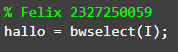 % Felix 2327250059
hallo = bwselect(I);